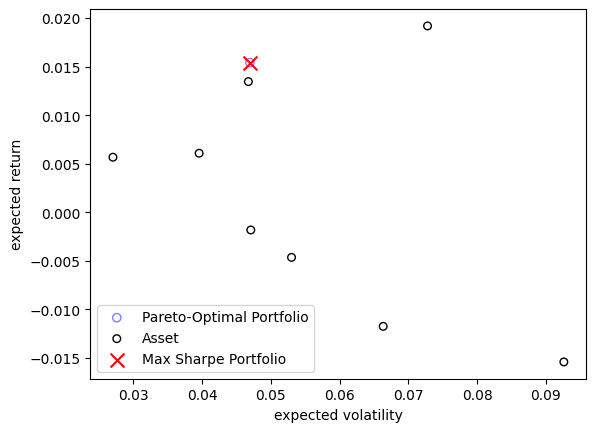 0.020
0.015
0.010
0.005
0.000
−0.005
−0.010
−0.015
expected return
Pareto-Optimal Portfolio
Asset
Max Sharpe Portfolio
0.03 0.04 0.05 0.06 0.07 0.08 0.09
expected volatility